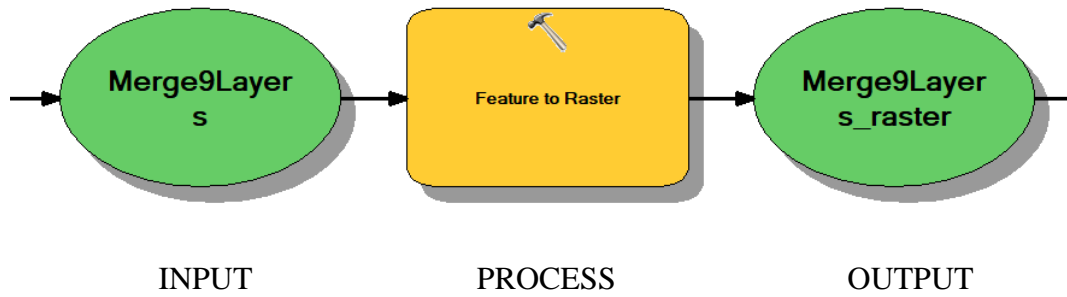 Merge9Layer
s
Feature to Raster
Merge9Layer
s_raster
INPUT
PROCESS
OUTPUT